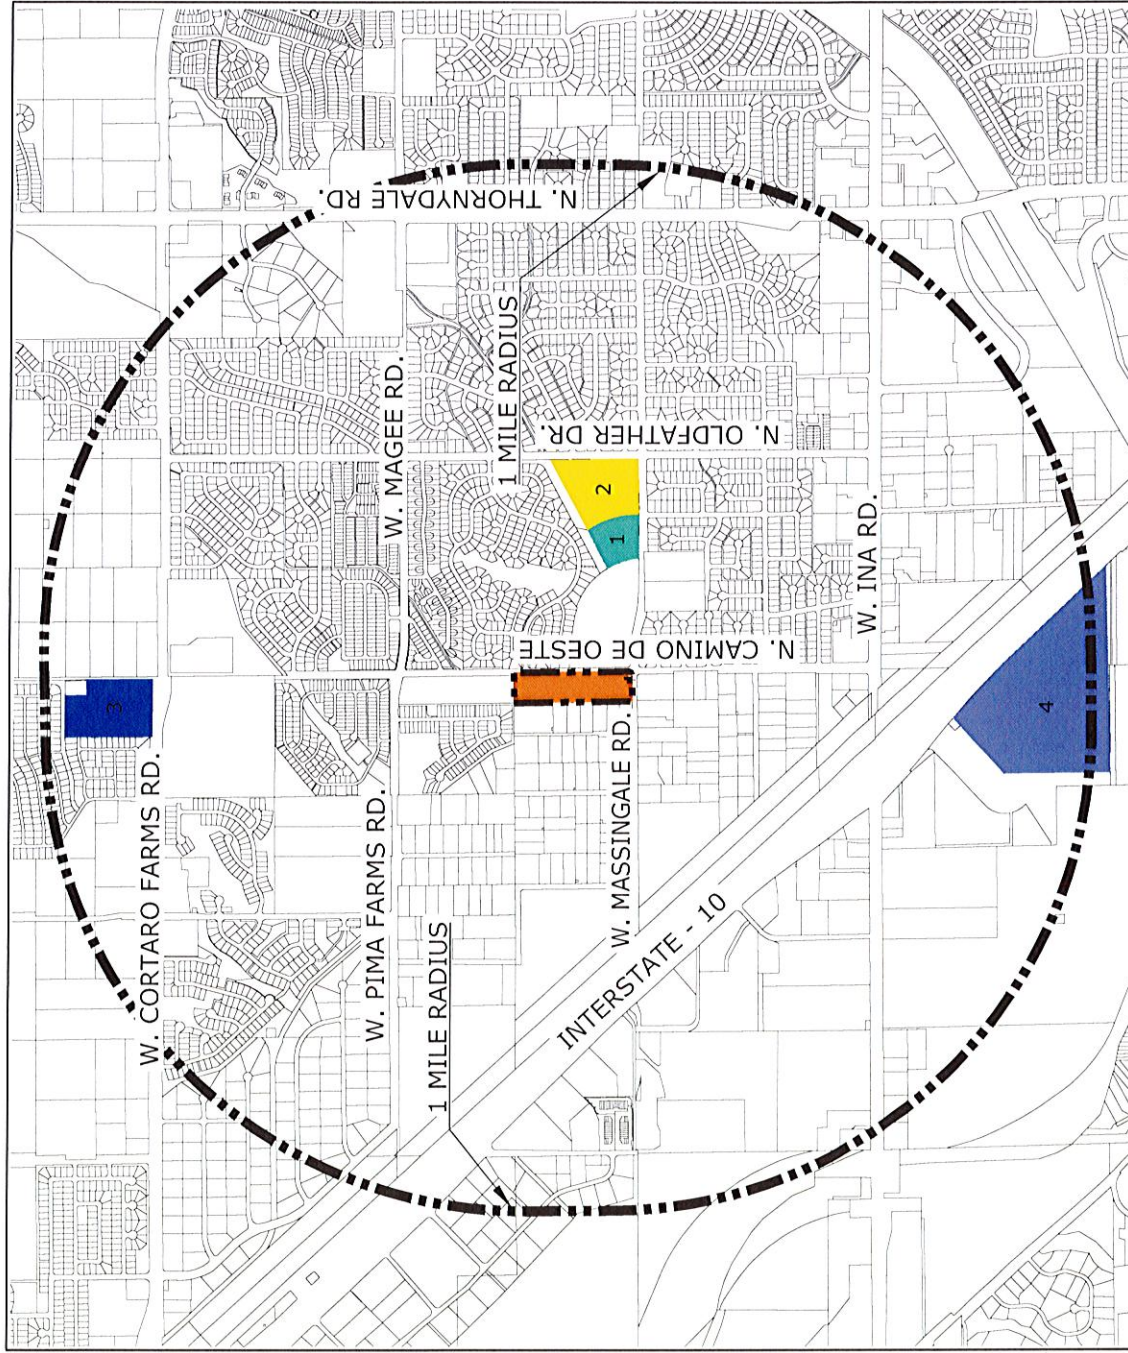 W. CORTARO FARMS RD.
3
W. PIMA FARMS RD.
W. MAGEE RD.
N. THORNYDALE RD.
1 MILE RADIUS
1 MILE RADIUS
N. OLDFATHER DR.
2
1
N. CAMINO DE OESTE
W. MASSINGALE RD.
INTERSTATE - 10
W. INA RD.
4